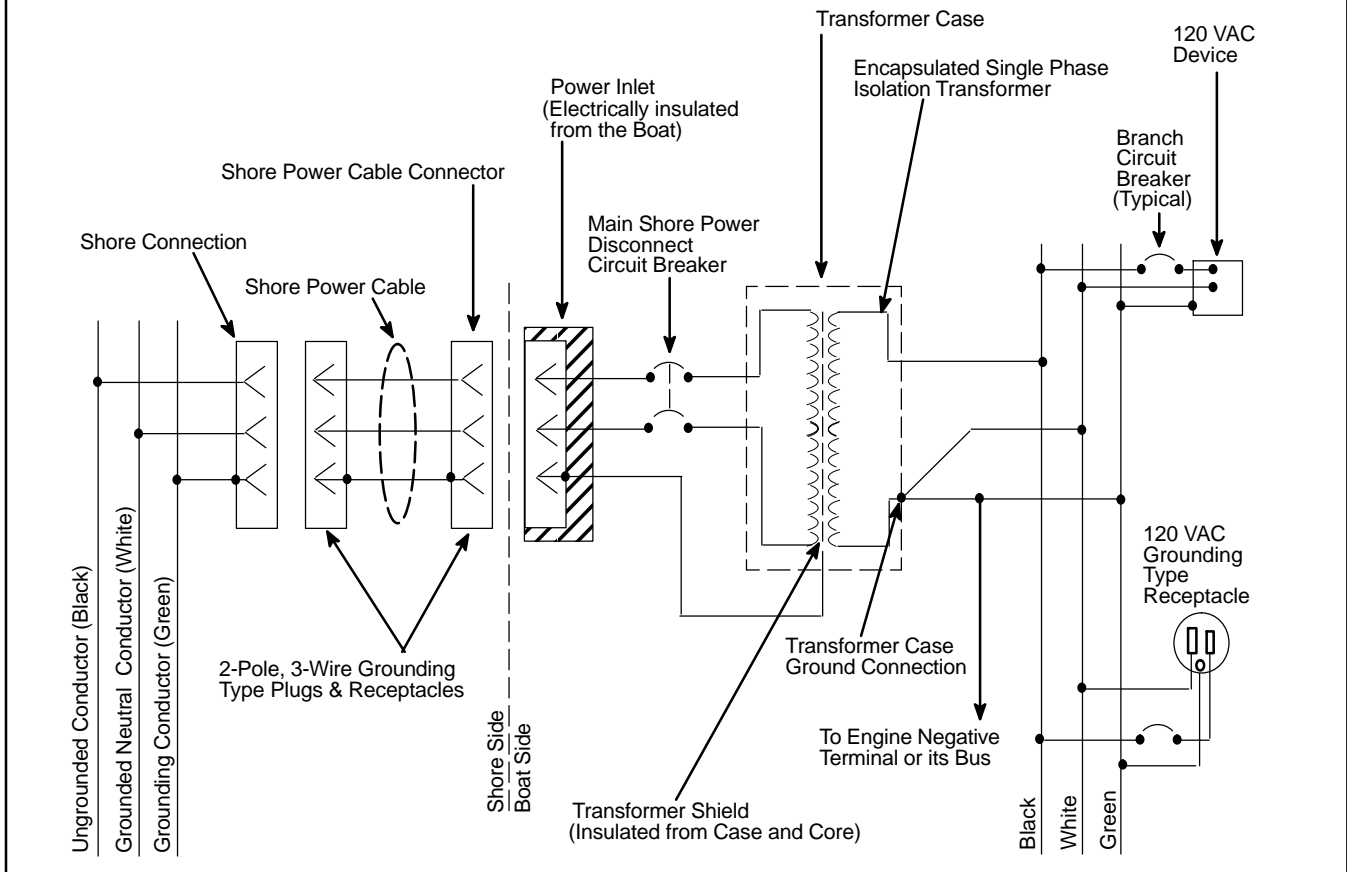 Transformer Case
120 VAC
Device
Encapsulated Single Phase
Isolation Transformer
Power Inlet
(Electrically insulated
from the Boat)
Branch
Circuit
Breaker
(Typical)
Shore Power Cable Connector
Main Shore Power
Disconnect
Circuit Breaker
Shore Connection
Shore Power Cable
120 VAC
Grounding
Type
Receptacle
2-Pole, 3-Wire Grounding
Type Plugs & Receptacles
Transformer Case
Ground Connection
To Engine Negative
Terminal or its Bus
Transformer Shield
(Insulated from Case and Core)
Ungrounded Conductor (Black)
Grounded Neutral Conductor (White)
Grounding Conductor (Green)
Shore Side
Boat Side
Black
White
Green